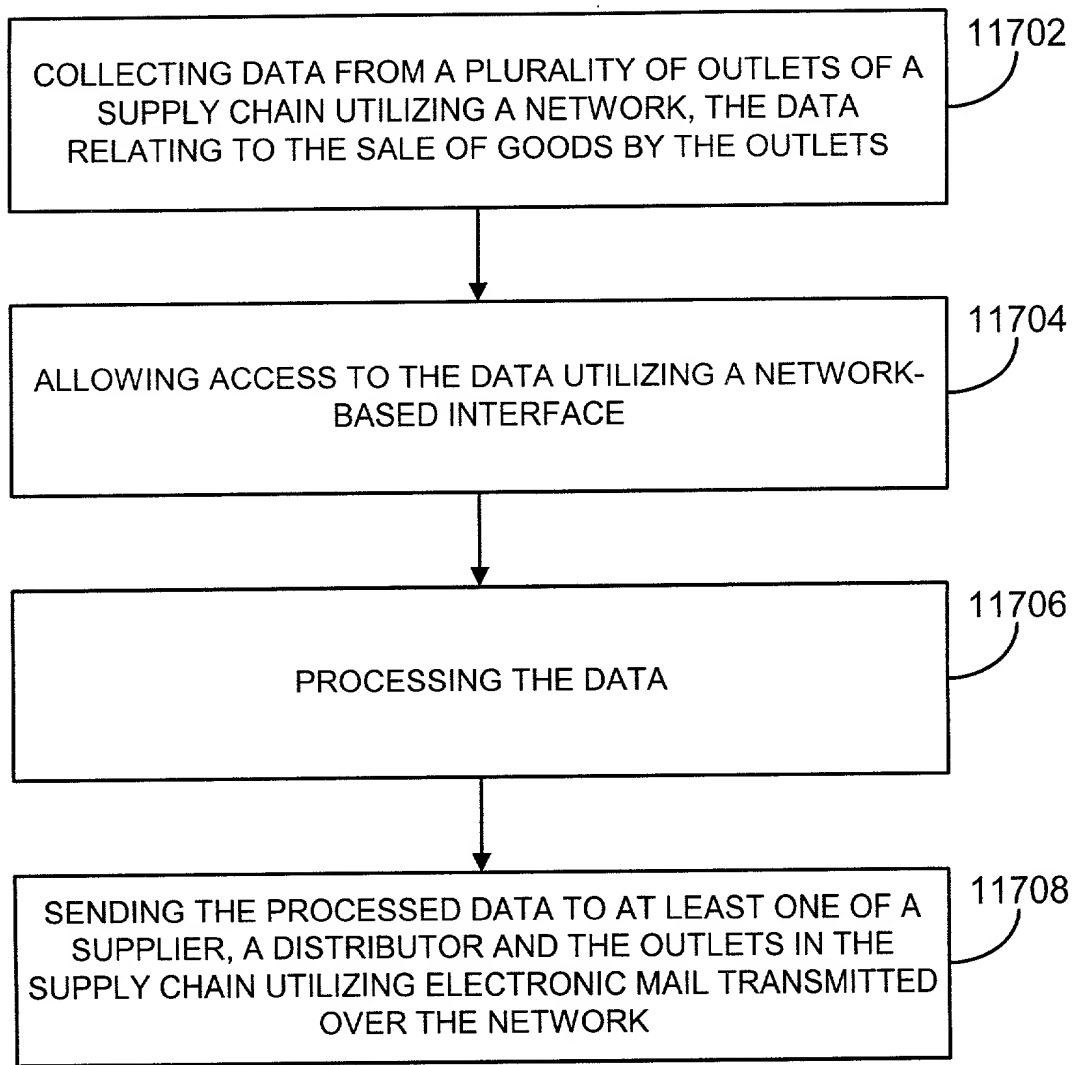 11702
COLLECTING DATA FROM A PLURALITY OF OUTLETS OF A
SUPPLY CHAIN UTILIZING A NETWORK, THE DATA
RELATING TO THE SALE OF GOODS BY THE OUTLETS
11704
ALLOWING ACCESS TO THE DATA UTILIZING A NETWORK-
BASED INTERFACE
11706
PROCESSING THE DATA
11708
SENDING THE PROCESSED DATA TO AT LEAST ONE OF A
SUPPLIER, A DISTRIBUTOR AND THE OUTLETS IN THE
SUPPLY CHAIN UTILIZING ELECTRONIC MAIL TRANSMITTED
OVER THE NETWORK